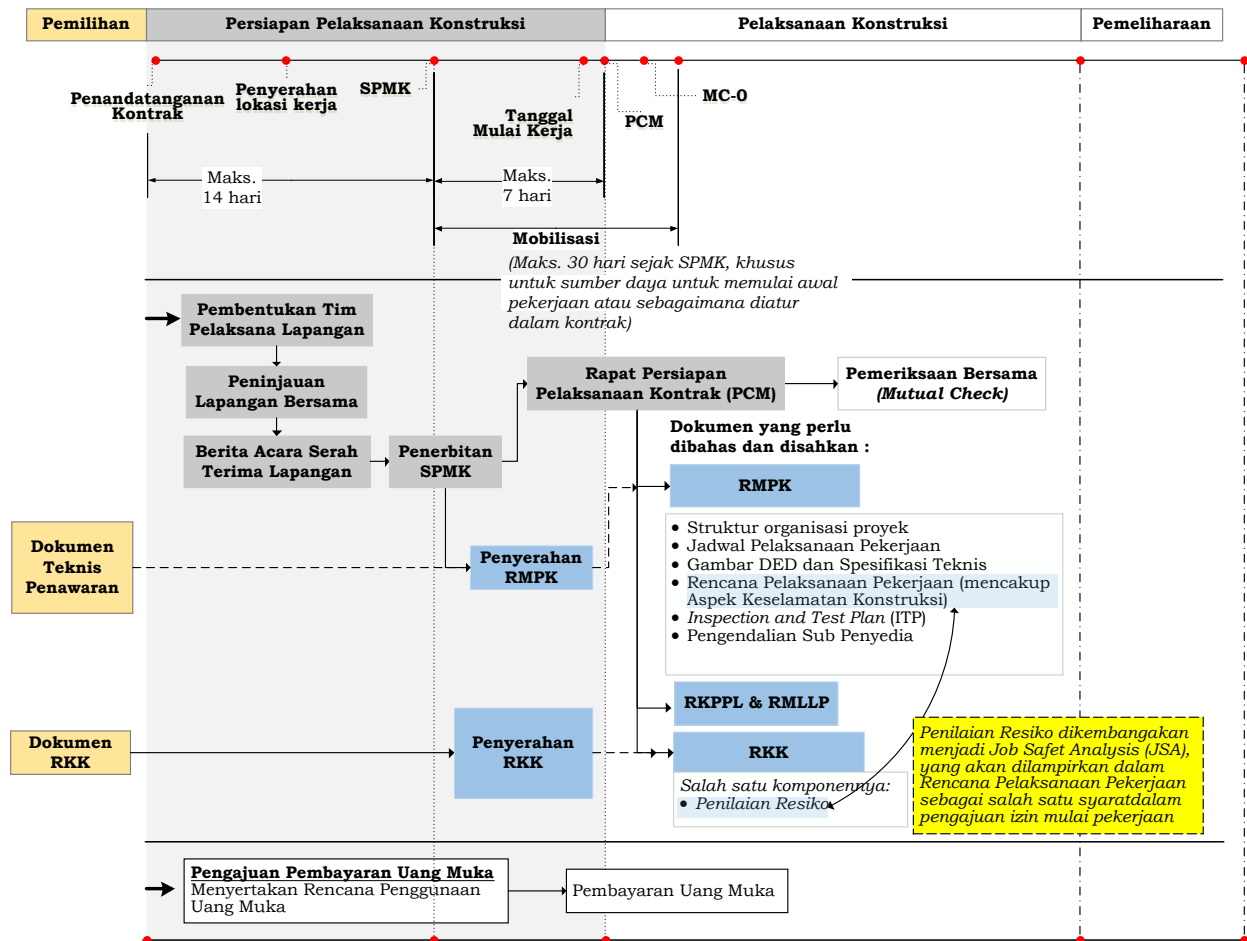 Pemilihan
Persiapan Pelaksanaan Konstruksi
Pelaksanaan Konstruksi
Pemeliharaan
Penandatanganan
Kontrak
Penyerahan
lokasi kerja
SPMK
Tanggal
Mulai Kerja
PCM
MC-0
Maks.
14 hari
Maks.
7 hari
Mobilisasi
(Maks. 30 hari sejak SPMK, khusus
untuk sumber daya untuk memulai awal
pekerjaan atau sebagaimana diatur
dalam kontrak)
Pembentukan Tim
Pelaksana Lapangan
Peninjauan
Lapangan Bersama
Berita Acara Serah
Terima Lapangan
Penerbitan
SPMK
Rapat Persiapan
Pelaksanaan Kontrak (PCM)
Pemeriksaan Bersama
(Mutual Check)
Dokumen yang perlu
dibahas dan disahkan :
RMPK
• Struktur organisasi proyek
• Jadwal Pelaksanaan Pekerjaan
• Gambar DED dan Spesifikasi Teknis
• Rencana Pelaksanaan Pekerjaan (mencakup
Aspek Keselamatan Konstruksi)
• Inspection and Test Plan (ITP)
• Pengendalian Sub Penyedia
Dokumen
Teknis
Penawaran
Penyerahan
RMPK
RKPPL & RMLLP
Dokumen
RKK
Penyerahan
RKK
RKK
Salah satu komponennya:
• Penilaian Resiko
Penilaian Resiko dikembangakan
menjadi Job Safet Analysis (JSA),
yang akan dilampirkan dalam
Rencana Pelaksanaan Pekerjaan
sebagai salah satu syaratdalam
pengajuan izin mulai pekerjaan
Pengajuan Pembayaran Uang Muka
Menyertakan Rencana Penggunaan
Uang Muka
Pembayaran Uang Muka